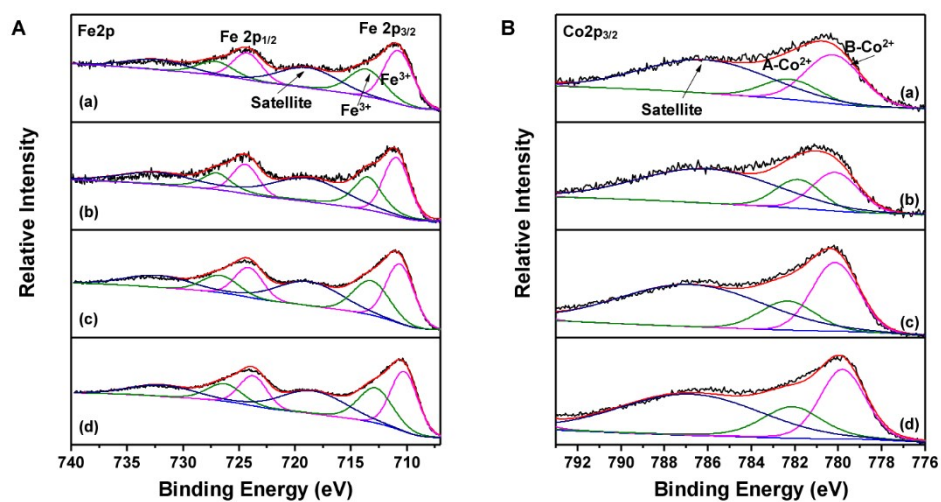 A
Fe2p
Fe 2p1/2
Fe 2p3/2
Fe³⁺
Satellite
Fe³⁺
(a)
(b)
(c)
(d)
Relative Intensity
740 735 730 725 720 715 710
Binding Energy (eV)
B
Co2p3/2
B-Co²⁺
A-Co²⁺
Satellite
(a)
(b)
(c)
(d)
Relative Intensity
792 790 788 786 784 782 780 778 776
Binding Energy (eV)